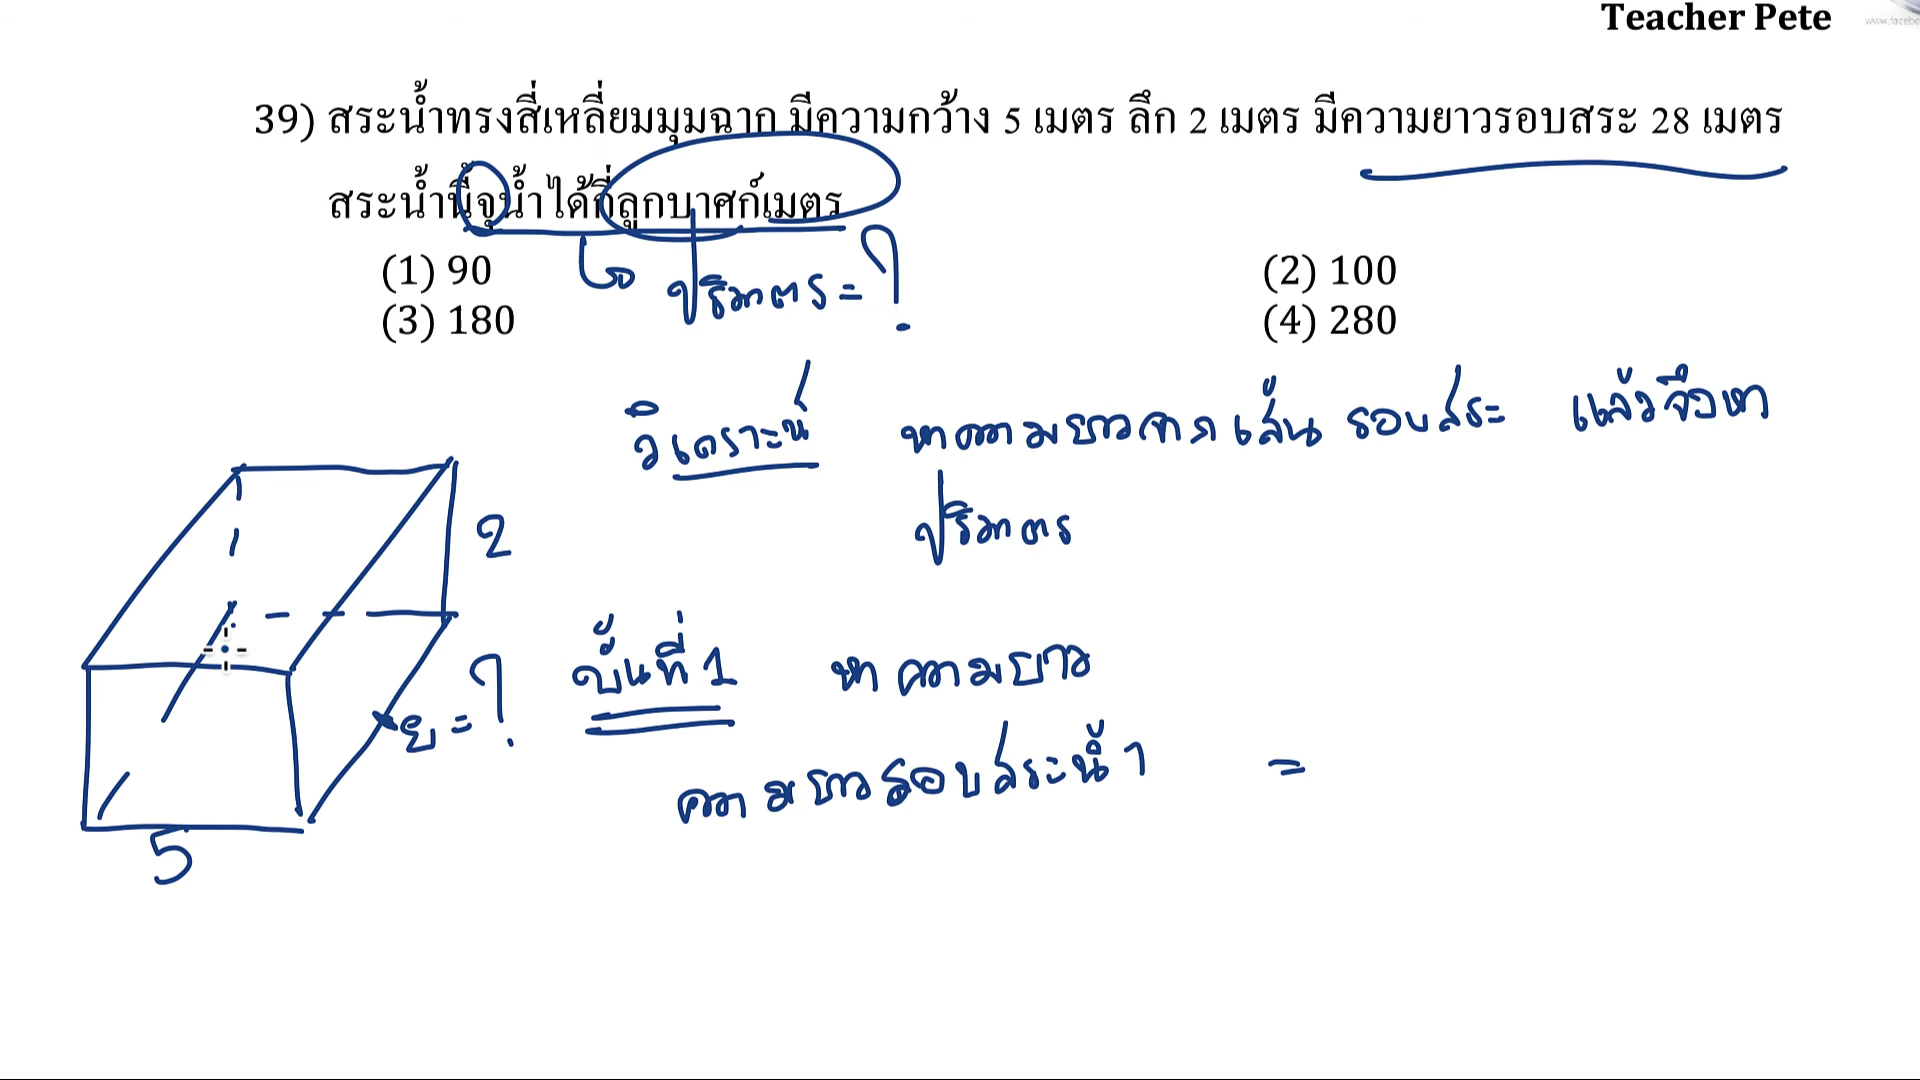 Teacher Pete
39) สระน้ำทรงสี่เหลี่ยมมุมฉาก มีความกว้าง 5 เมตร ลึก 2 เมตร มีความยาวรอบสระ 28 เมตร
สระน้ำนี้จุน้ำได้กี่ลูกบาศก์เมตร
(1) 90
(2) 100
(3) 180
(4) 280
ปริมาตร = ?
วิเคราะห์ หาความยาวจากเส้นรอบสระ แล้วจึงหา
ปริมาตร
2
ขั้นที่ 1 หาความยาว
ย = ?
ความยาวรอบสระน้ำ =
5